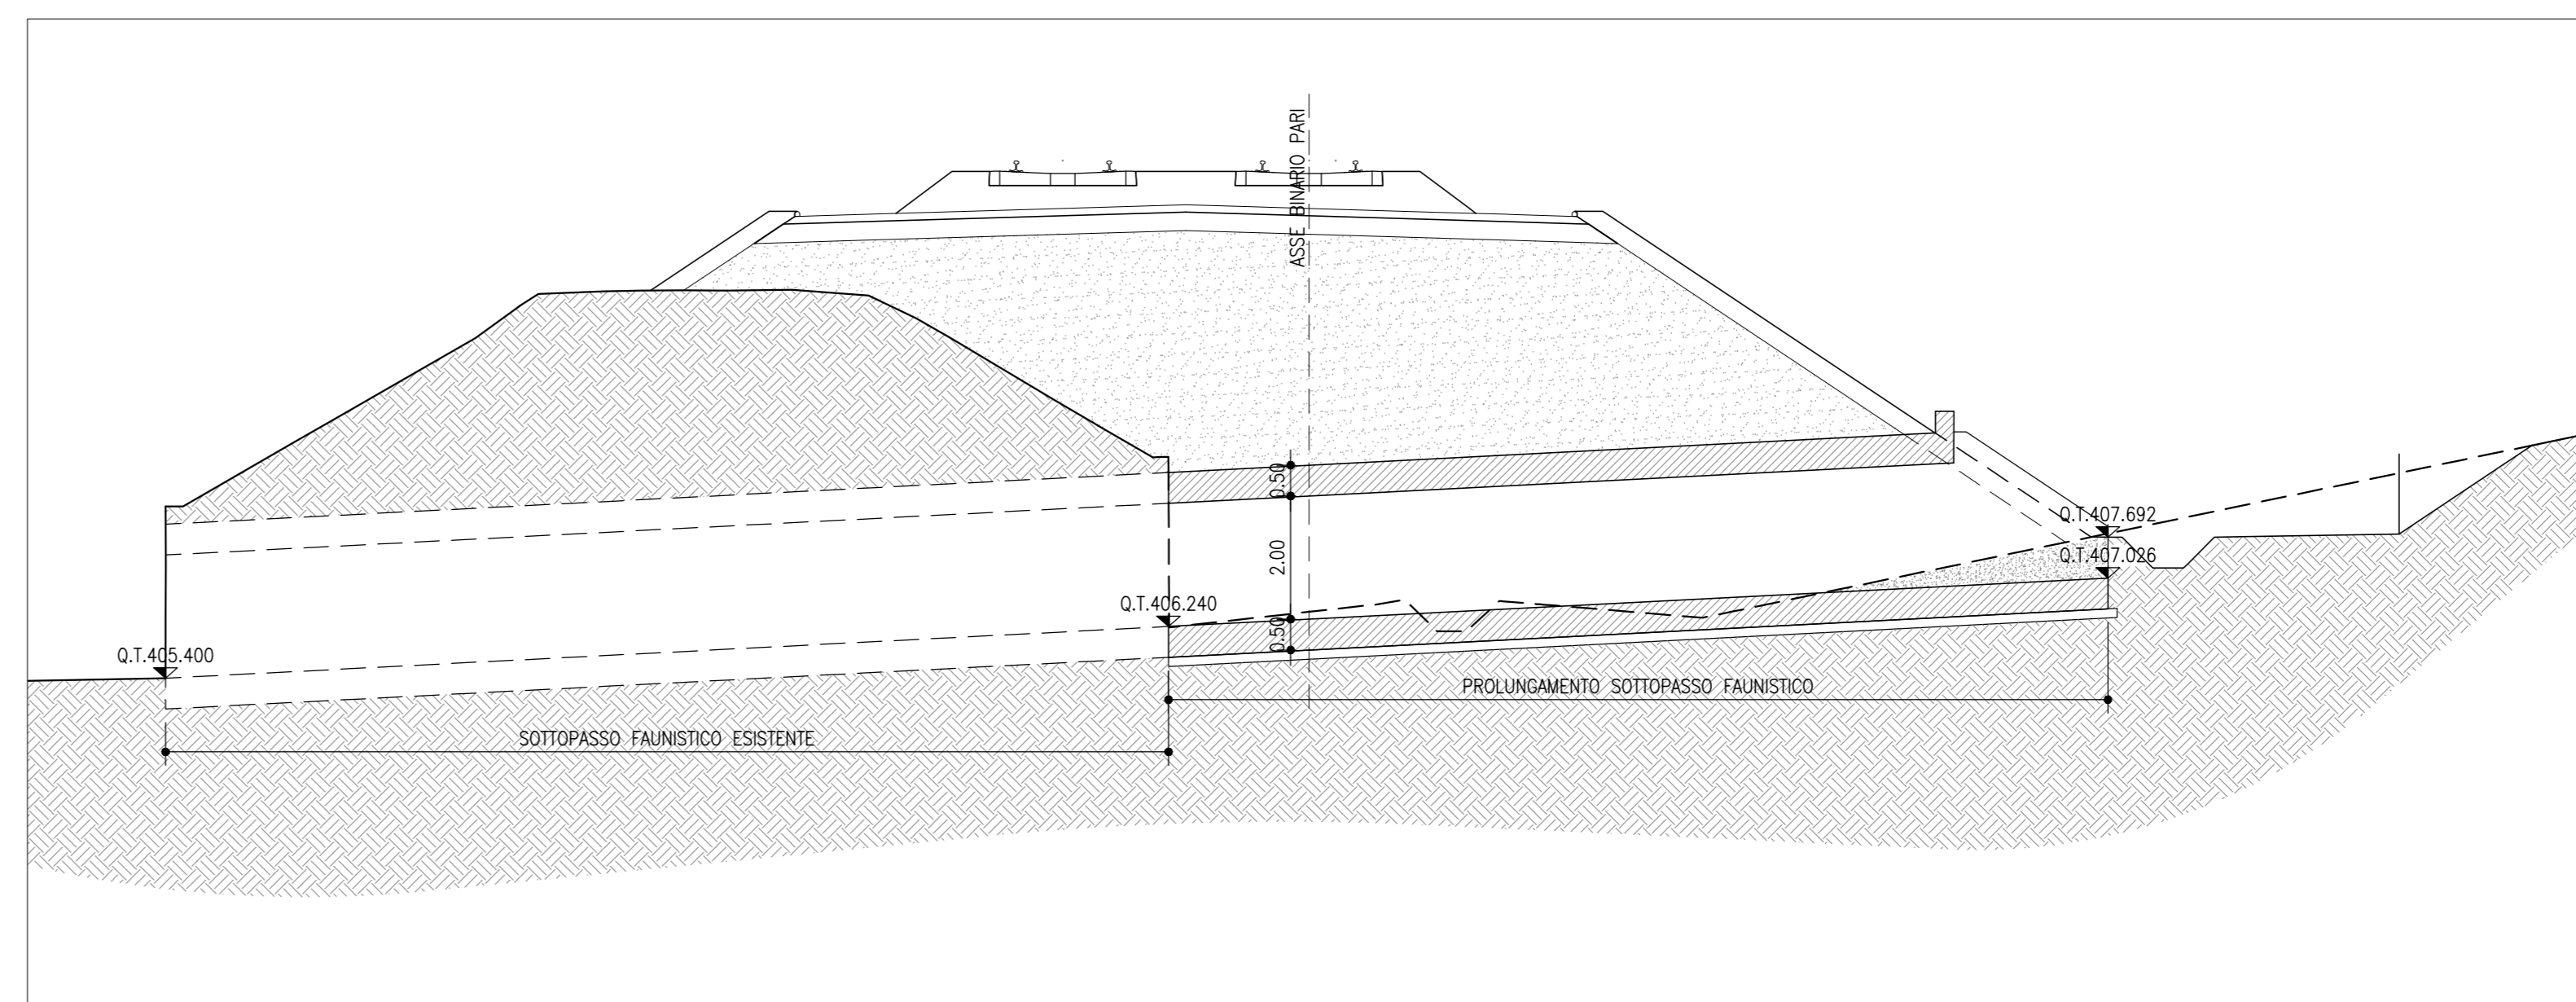 ASSE BINARIO PARI
0.50
2.00
0.50
Q.T.407.692
Q.T.407.026
Q.T.406.240
Q.T.405.400
PROLUNGAMENTO SOTTOPASSO FAUNISTICO
SOTTOPASSO FAUNISTICO ESISTENTE